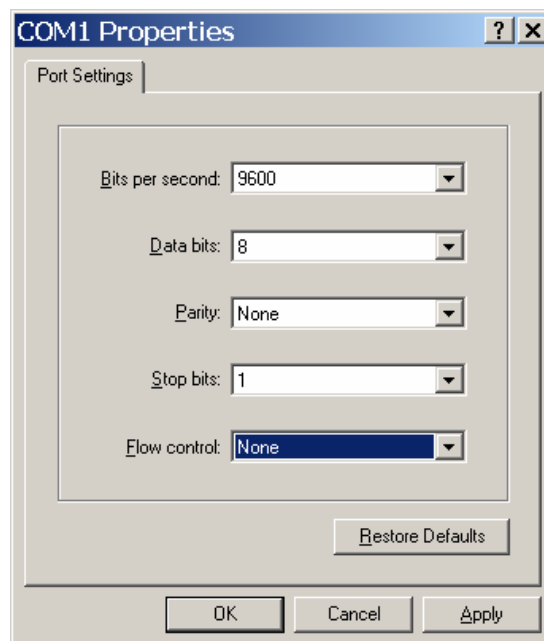 COM1 Properties
Port Settings
Bits per second: 9600
Data bits: 8
Parity: None
Stop bits: 1
Flow control: None
Restore Defaults
OK Cancel Apply